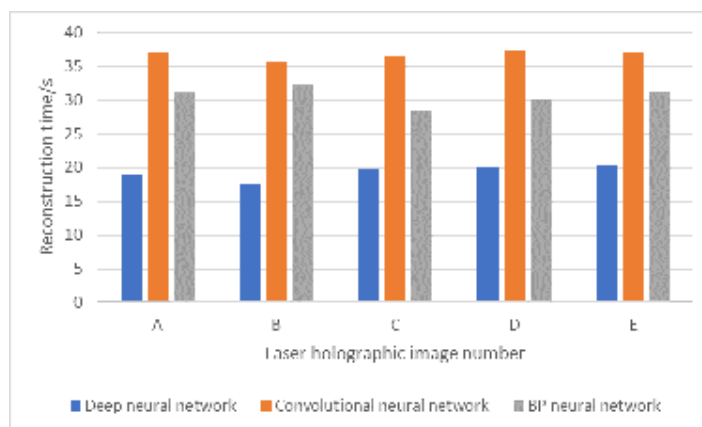 40
35
30
25
20
15
10
5
0
Reconstruction time/s
A B C D E
Laser holographic image number
Deep neural network Convolutional neural network BP neural network